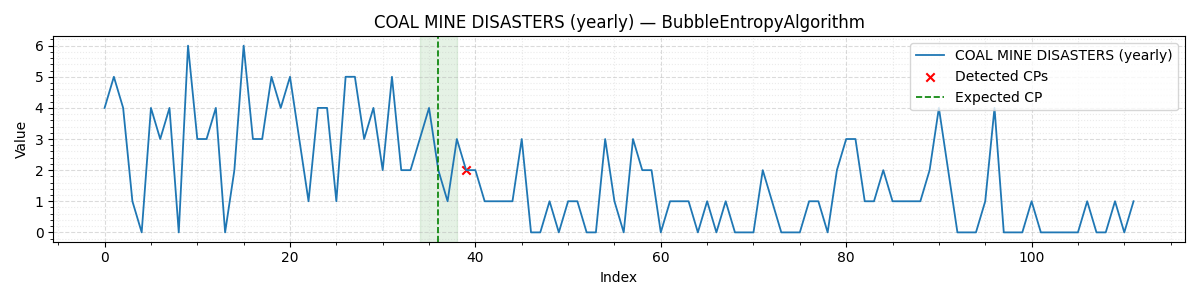 COAL MINE DISASTERS (yearly) — BubbleEntropyAlgorithm
6
5
4
3
2
1
0
Value
COAL MINE DISASTERS (yearly)
Detected CPs
Expected CP
0 20 40 60 80 100
Index